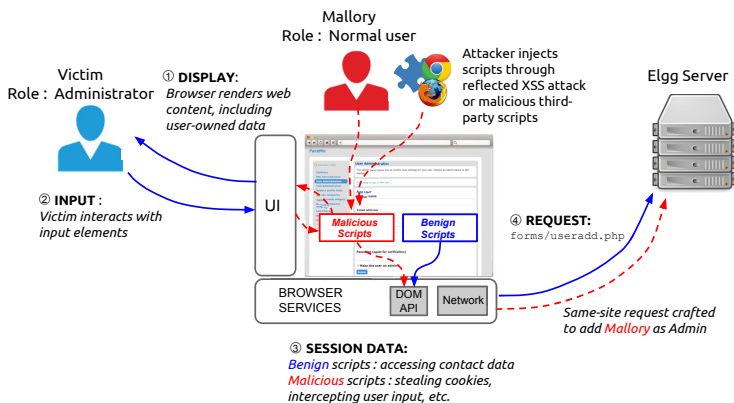 Mallory
Role : Normal user
Victim
Role : Administrator
① DISPLAY:
Browser renders web
content, including
user-owned data
Attacker injects
scripts through
reflected XSS attack
or malicious third-
party scripts
Elgg Server
② INPUT :
Victim interacts with
input elements
UI
Malicious
Scripts
Benign
Scripts
④ REQUEST:
forms/useradd.php
BROWSER
SERVICES
DOM
API
Network
Same-site request crafted
to add Mallory as Admin
③ SESSION DATA:
Benign scripts : accessing contact data
Malicious scripts : stealing cookies,
intercepting user input, etc.